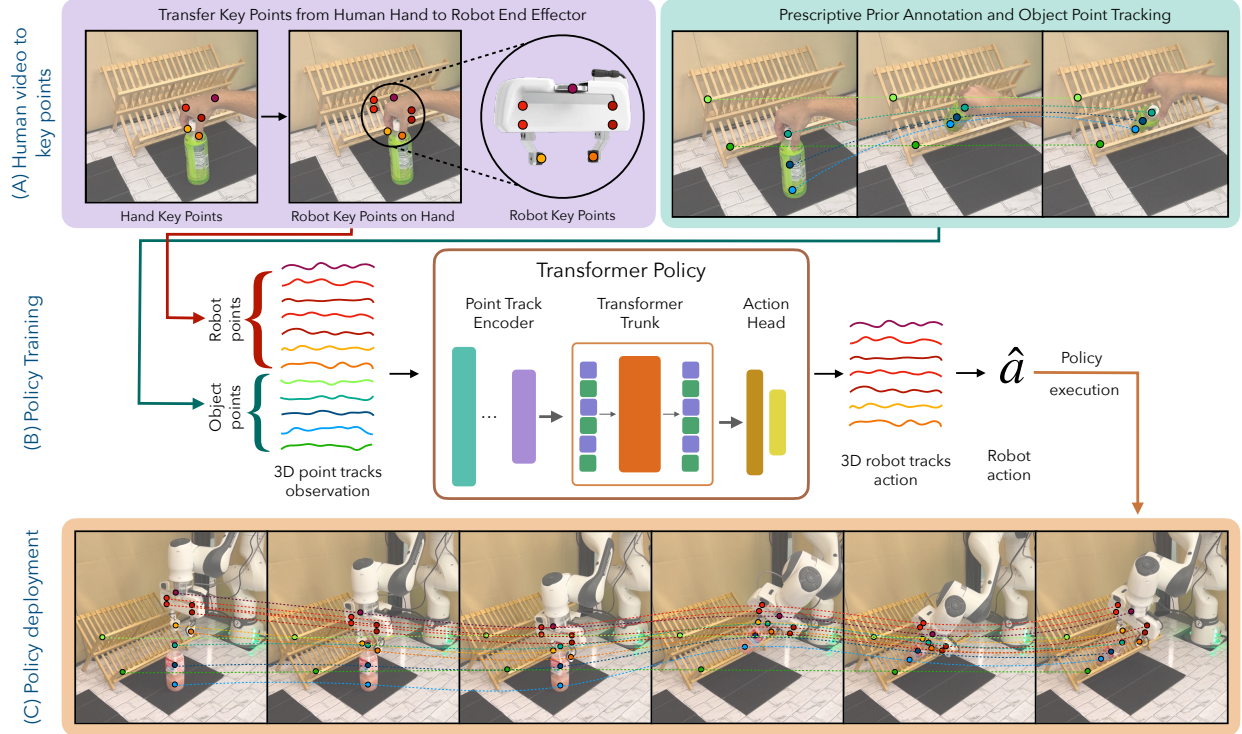 (A) Human video to
key points
Transfer Key Points from Human Hand to Robot End Effector
Hand Key Points
Robot Key Points on Hand
Robot Key Points
Prescriptive Prior Annotation and Object Point Tracking
(B) Policy Training
Robot
points
Object
points
3D point tracks
observation
Transformer Policy
Point Track
Encoder
...
Transformer
Trunk
Action
Head
3D robot tracks
action
â
Robot
action
Policy
execution
(C) Policy deployment